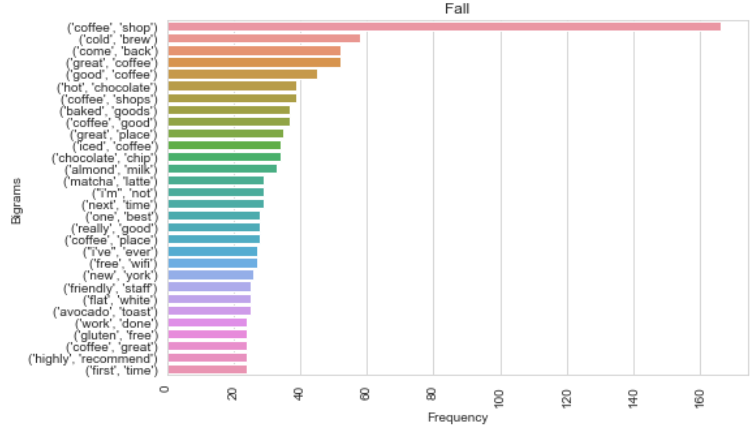 Fall
('coffee', 'shop')
('cold', 'brew')
('come', 'back')
('great', 'coffee')
('good', 'coffee')
('hot', 'chocolate')
('coffee', 'shops')
('baked', 'goods')
('coffee', 'good')
('great', 'place')
('iced', 'coffee')
('chocolate', 'chip')
('almond', 'milk')
('matcha', 'latte')
("i'm", 'not')
('next', 'time')
('one', 'best')
('really', 'good')
('coffee', 'place')
("i've", 'ever')
('free', 'wifi')
('new', 'york')
('friendly', 'staff')
('flat', 'white')
('avocado', 'toast')
('work', 'done')
('gluten', 'free')
('coffee', 'great')
('highly', 'recommend')
('first', 'time')
Bigrams
0 20 40 60 80 100 120 140 160
Frequency